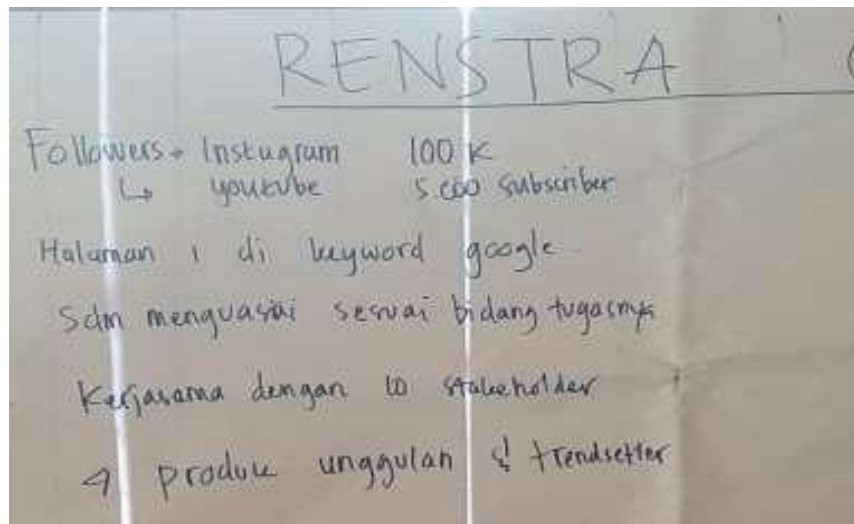 RENSTRA
Followers → Instugram 100 K
↳ youtube 5.000 subscriber
Halaman 1 di keyword google
Sdm menguasai sesuai bidang tugasnya
Kerjasama dengan 10 stakeholder
4 produk unggulan & trendsetter